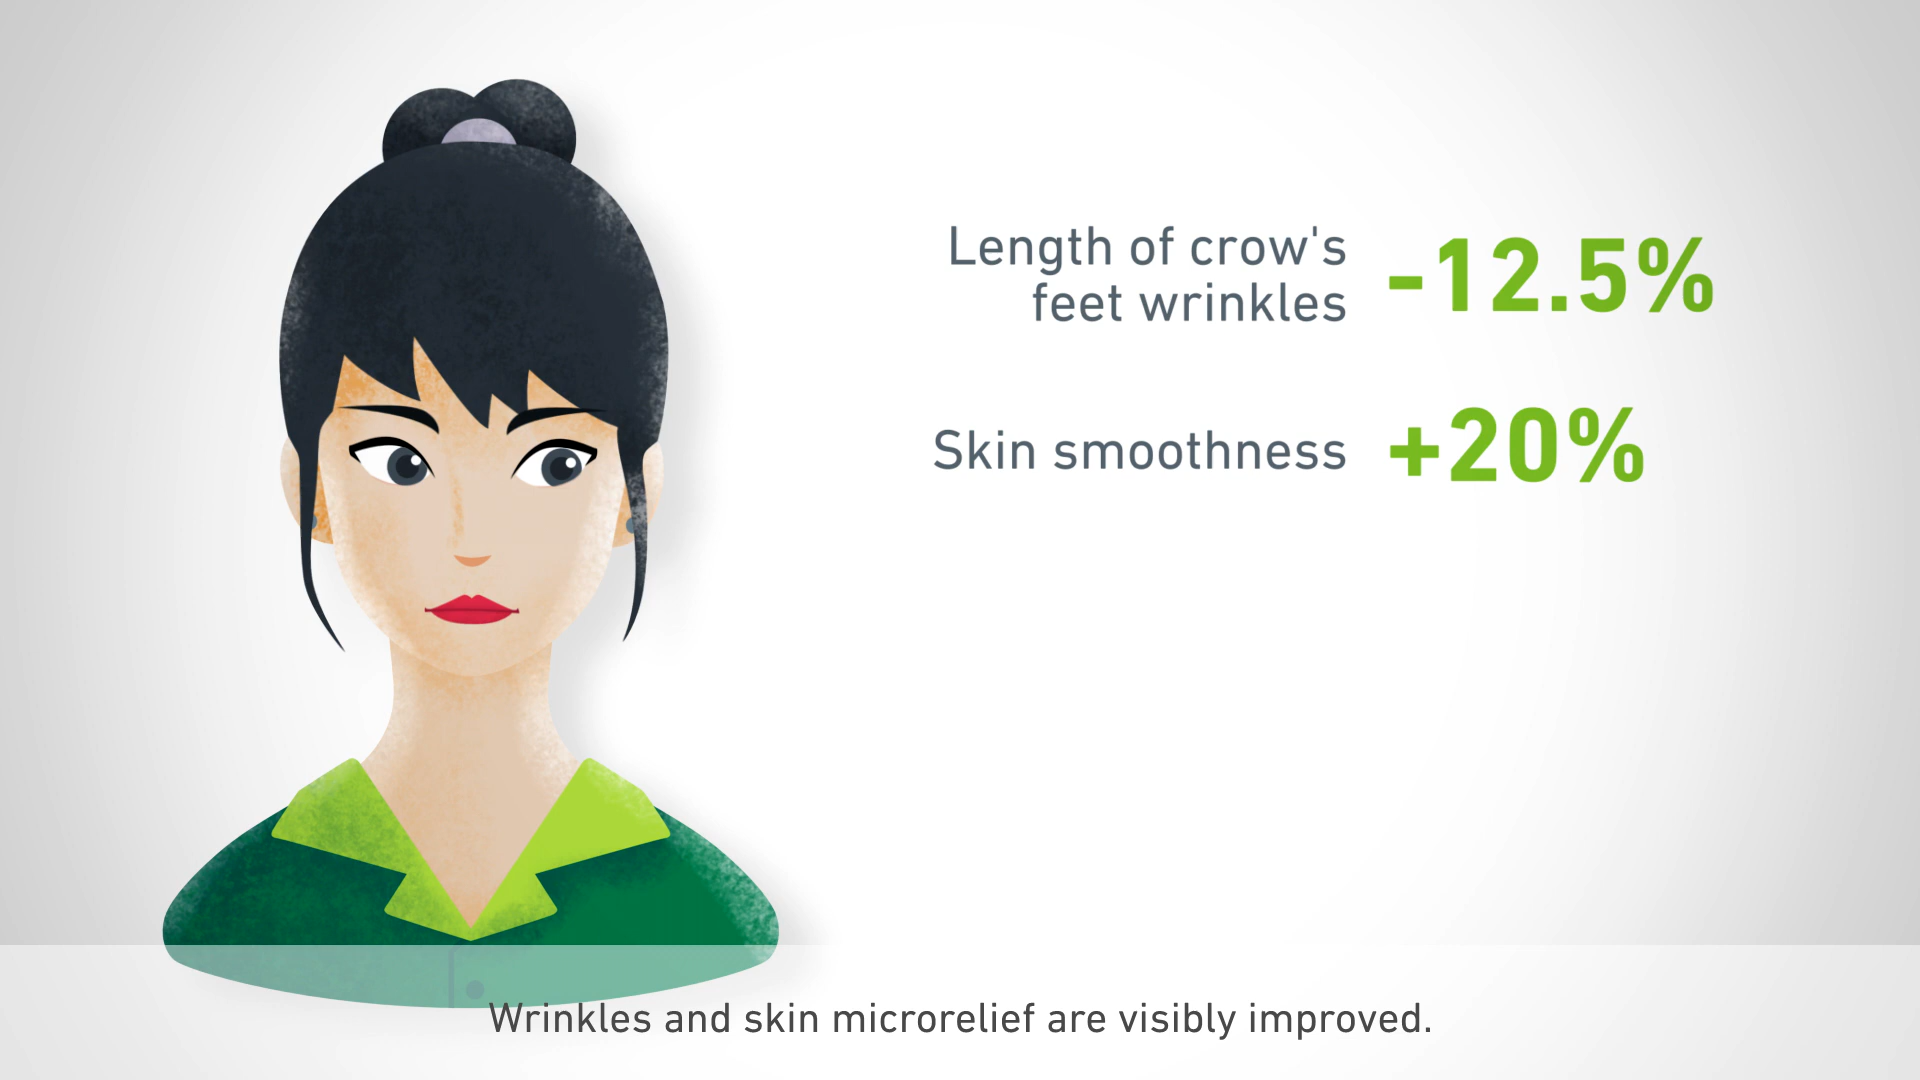 Length of crow's
feet wrinkles
-12.5%
Skin smoothness
+20%
Wrinkles and skin microrelief are visibly improved.